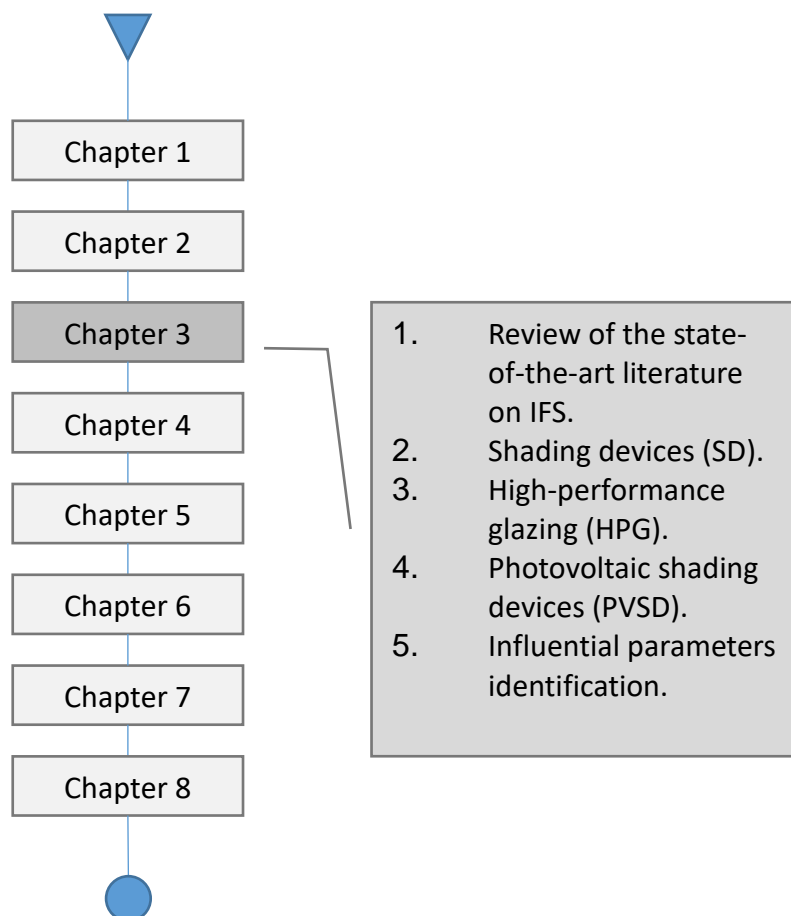 Chapter 1
Chapter 2
Chapter 3
Chapter 4
Chapter 5
Chapter 6
Chapter 7
Chapter 8
1. Review of the state-
of-the-art literature
on IFS.
2. Shading devices (SD).
3. High-performance
glazing (HPG).
4. Photovoltaic shading
devices (PVSD).
5. Influential parameters
identification.